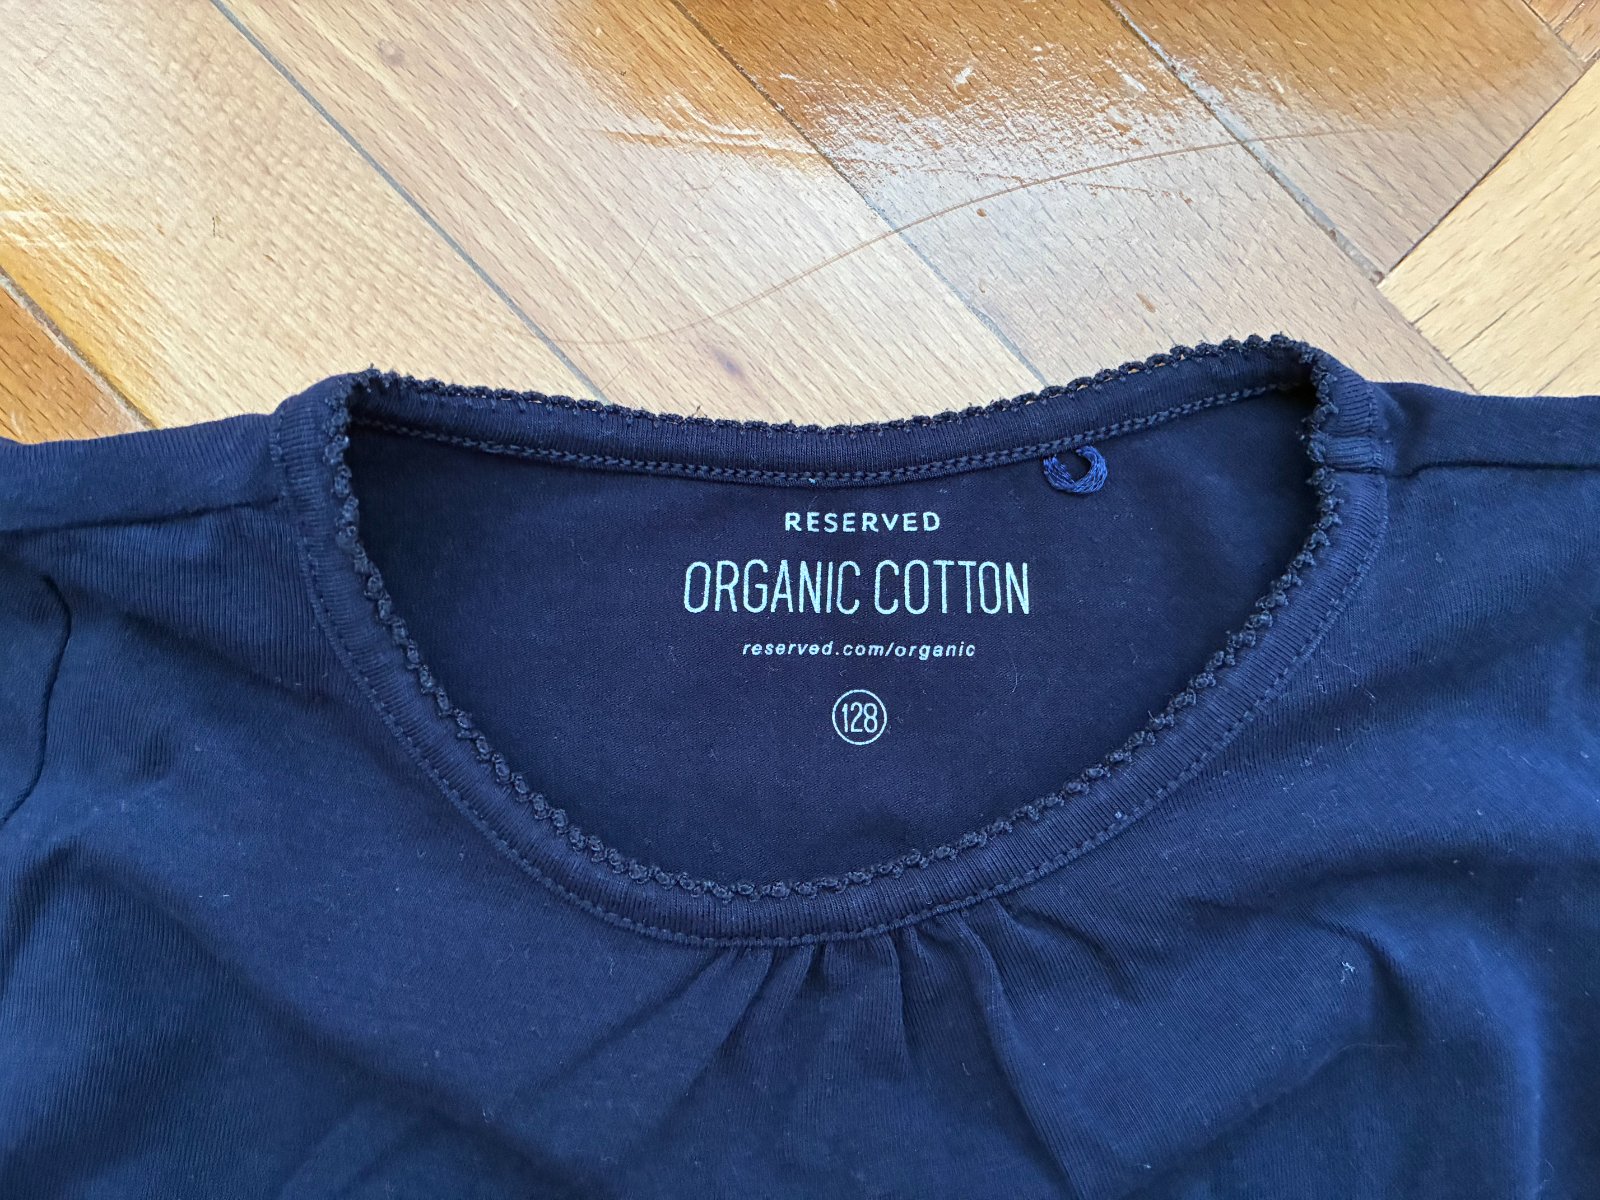 RESERVED
ORGANIC COTTON
reserved.com/organic
128